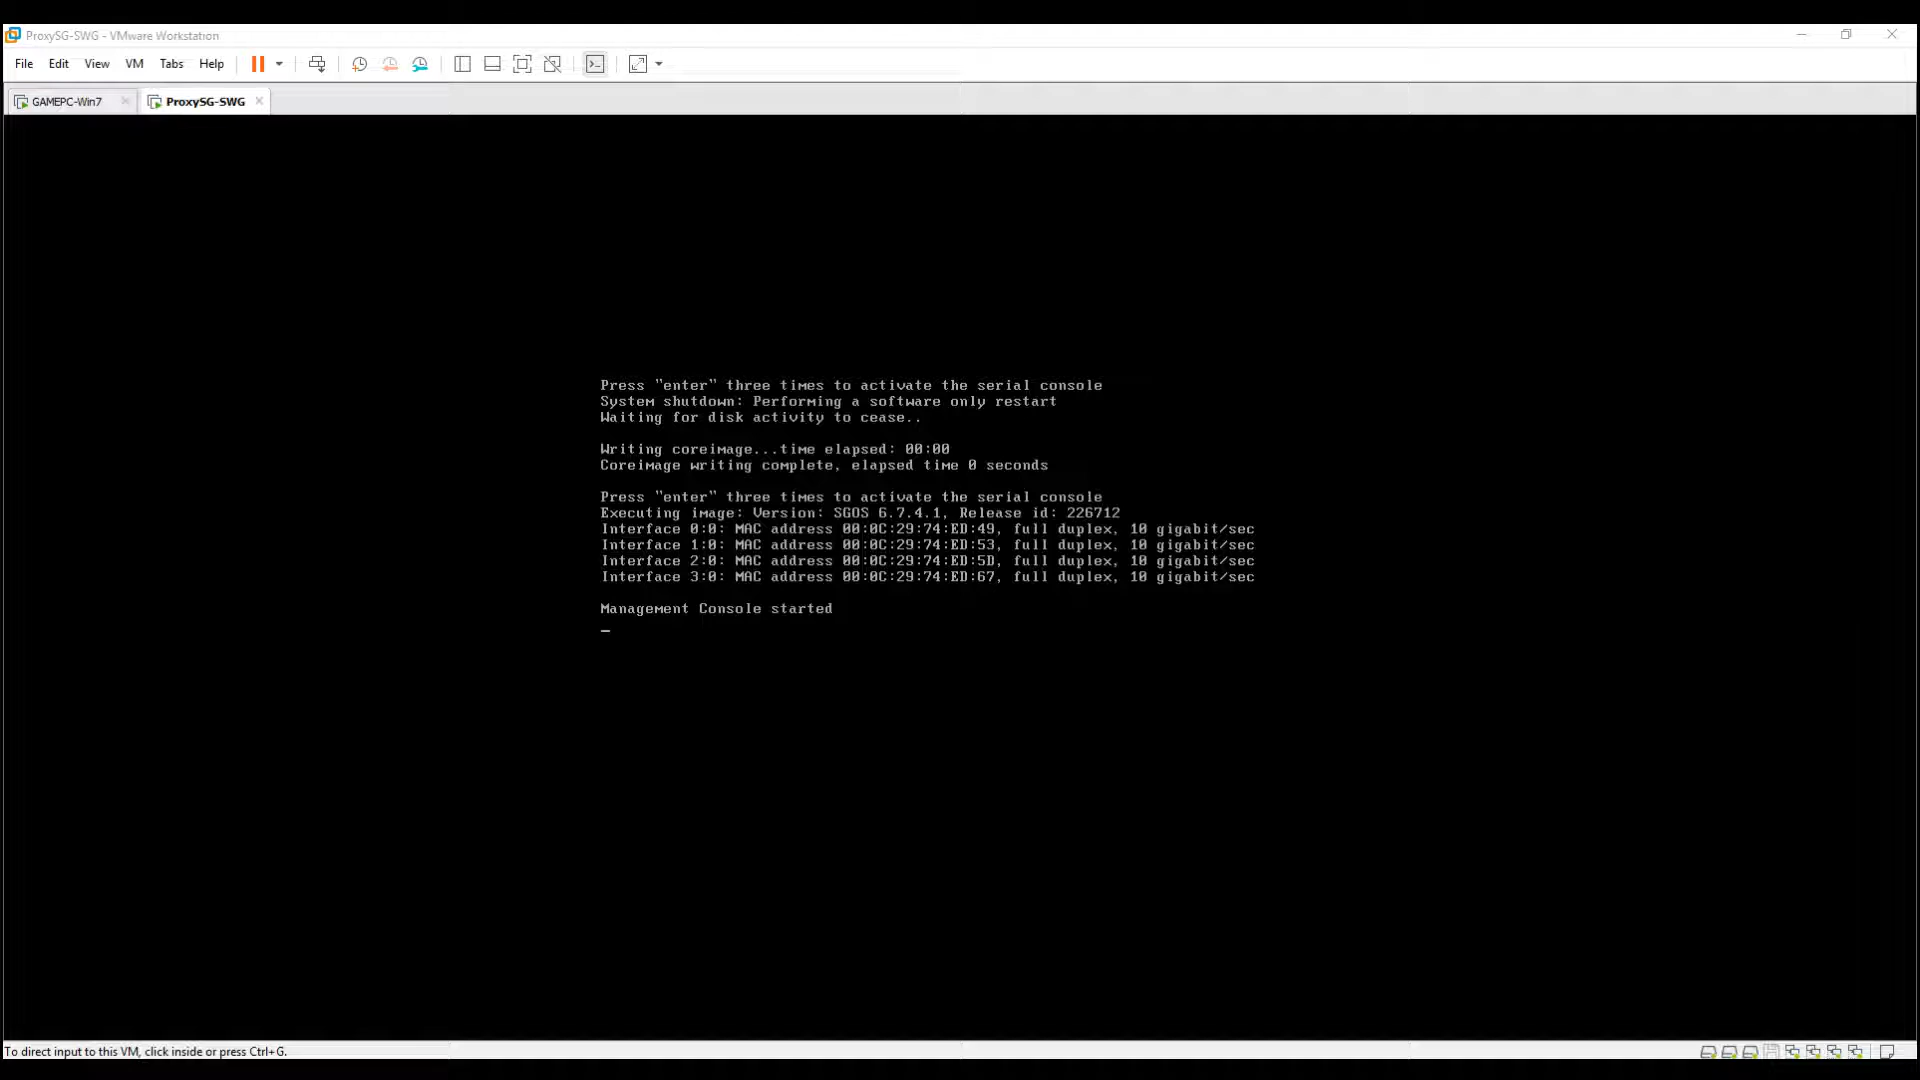 ProxySG-SWG - VMware Workstation
File Edit View VM Tabs Help
GAMEPC-Win7 ProxySG-SWG
Press "enter" three times to activate the serial console
System shutdown: Performing a software only restart
Waiting for disk activity to cease..
Writing coreimage...time elapsed: 00:00
Coreimage writing complete, elapsed time 0 seconds
Press "enter" three times to activate the serial console
Executing image: Version: SGOS 6.7.4.1, Release id: 226712
Interface 0:0: MAC address 00:0C:29:74:ED:49, full duplex, 10 gigabit/sec
Interface 1:0: MAC address 00:0C:29:74:ED:53, full duplex, 10 gigabit/sec
Interface 2:0: MAC address 00:0C:29:74:ED:5D, full duplex, 10 gigabit/sec
Interface 3:0: MAC address 00:0C:29:74:ED:67, full duplex, 10 gigabit/sec
Management Console started
_
To direct input to this VM, click inside or press Ctrl+G.